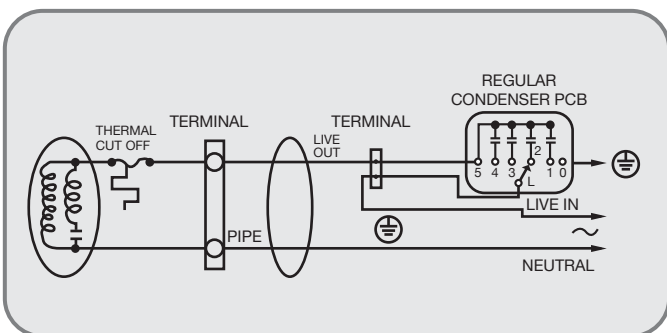 REGULAR
CONDENSER PCB
TERMINAL
TERMINAL
THERMAL
CUT OFF
LIVE
OUT
2
5 4 3 1 0
L
LIVE IN
PIPE
NEUTRAL